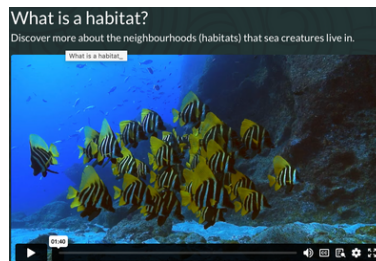 What is a habitat?
Discover more about the neighbourhoods (habitats) that sea creatures live in.
What is a habitat_
01:40